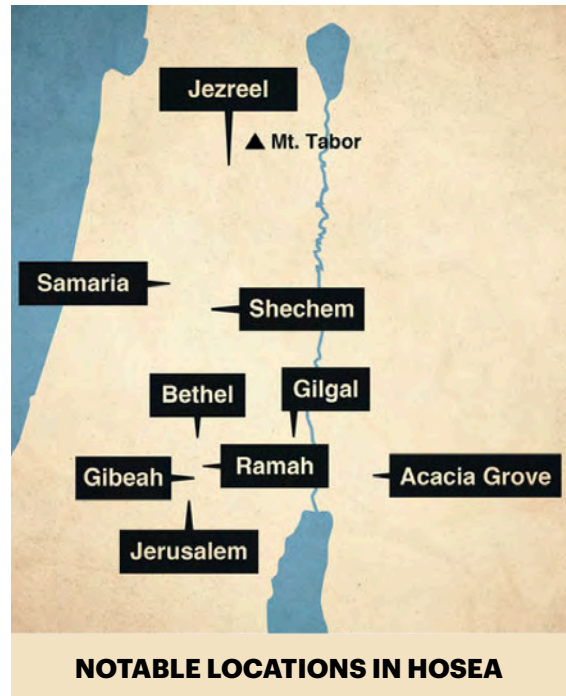 Jezreel
Mt. Tabor
Samaria
Shechem
Gilgal
Bethel
Ramah
Gibeah
Acacia Grove
Jerusalem
NOTABLE LOCATIONS IN HOSEA